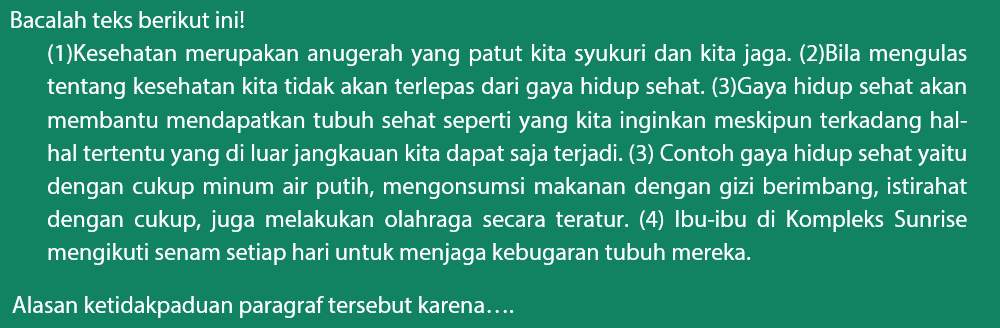 Bacalah teks berikut ini!
(1)Kesehatan merupakan anugerah yang patut kita syukuri dan kita jaga. (2)Bila mengulas
tentang kesehatan kita tidak akan terlepas dari gaya hidup sehat. (3)Gaya hidup sehat akan
membantu mendapatkan tubuh sehat seperti yang kita inginkan meskipun terkadang hal-
hal tertentu yang di luar jangkauan kita dapat saja terjadi. (3) Contoh gaya hidup sehat yaitu
dengan cukup minum air putih, mengonsumsi makanan dengan gizi berimbang, istirahat
dengan cukup, juga melakukan olahraga secara teratur. (4) Ibu-ibu di Kompleks Sunrise
mengikuti senam setiap hari untuk menjaga kebugaran tubuh mereka.
Alasan ketidakpaduan paragraf tersebut karena….